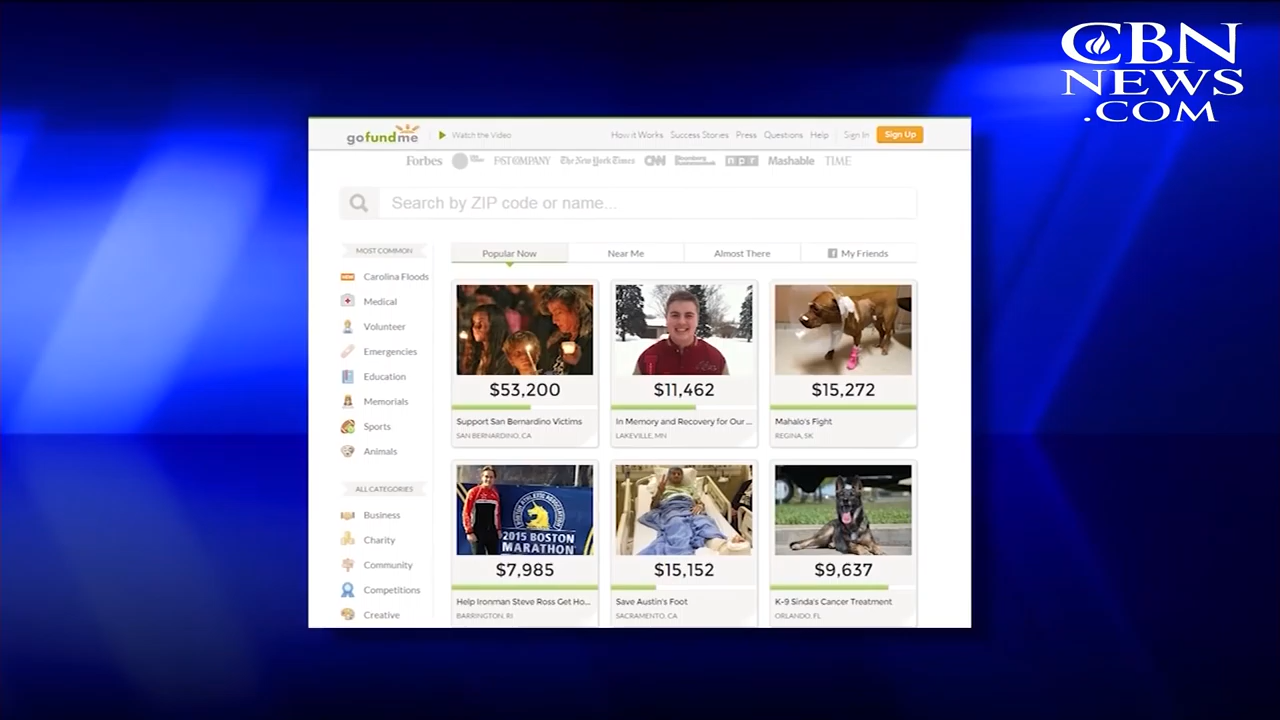 CBN
NEWS
.COM
gofundme
Watch the Video
How it Works Success Stories Press Questions Help Sign In Sign Up
Forbes FAST COMPANY The New York Times CNN npr Mashable TIME
Search by ZIP code or name...
MOST COMMON
Carolina Floods
Medical
Volunteer
Emergencies
Education
Memorials
Sports
Animals
ALL CATEGORIES
Business
Charity
Community
Competitions
Creative
Popular Now Near Me Almost There My Friends
$53,200
Support San Bernardino Victims
SAN BERNARDINO, CA
$11,462
In Memory and Recovery for Our ...
LAKEVILLE, MN
$15,272
Mahalo's Fight
REGINA, SK
2015 BOSTON
MARATHON
$7,985
Help Ironman Steve Ross Get Ho...
BARRINGTON, RI
$15,152
Save Austin's Foot
SACRAMENTO, CA
$9,637
K-9 Sinda's Cancer Treatment
ORLANDO, FL